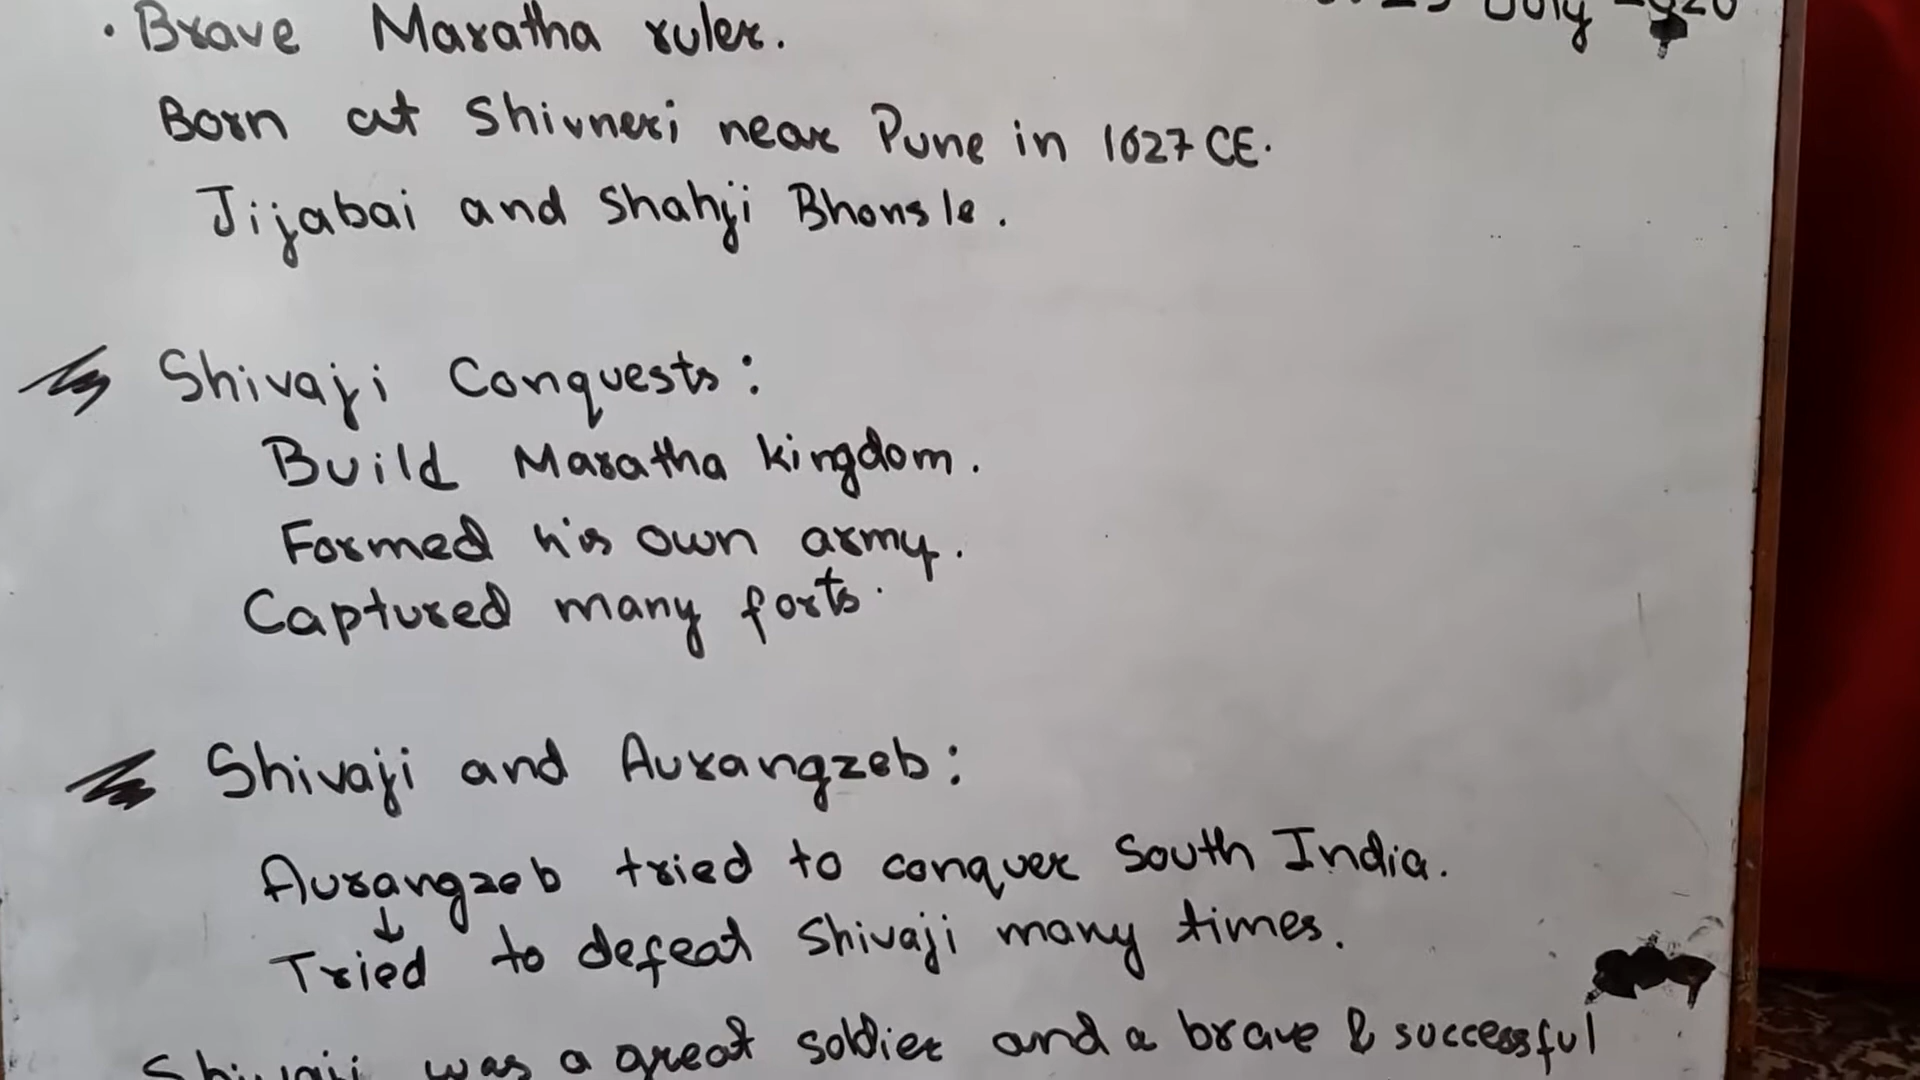 July
• Brave Maratha ruler.
Born at Shivneri near Pune in 1627 CE.
Jijabai and Shahji Bhonsle.
Shivaji Conquests:
Build Maratha kingdom.
Formed his own army.
Captured many forts.
Shivaji and Aurangzeb:
Aurangzeb tried to conquer South India.
↓
Tried to defeat Shivaji many times.
Shivaji was a great soldier and a brave & successful